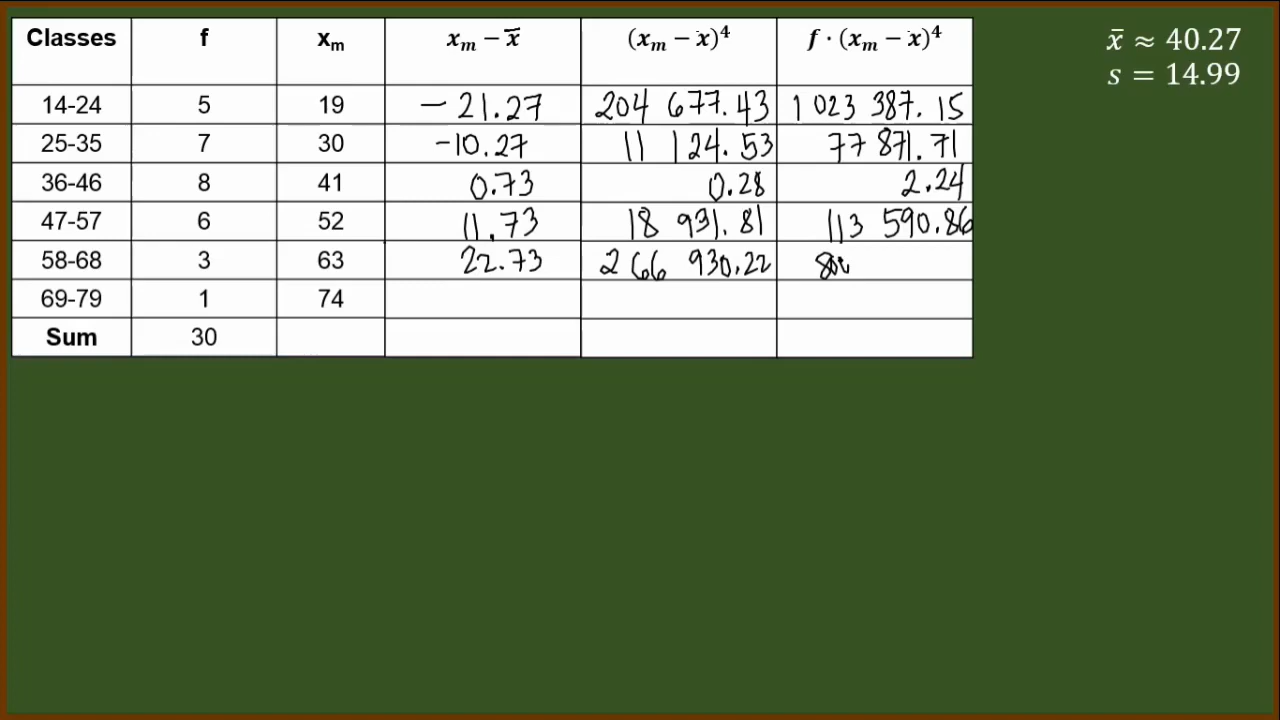 Classes f xₘ xₘ − x̄ (xₘ − x)⁴ f · (xₘ − x)⁴
14-24 5 19 −21.27 204 677.43 1 023 387.15
25-35 7 30 −10.27 11 124.53 77 871.71
36-46 8 41 0.73 0.28 2.24
47-57 6 52 11.73 18 931.81 113 590.86
58-68 3 63 22.73 266 930.22
69-79 1 74
Sum 30
x̄ ≈ 40.27
s = 14.99